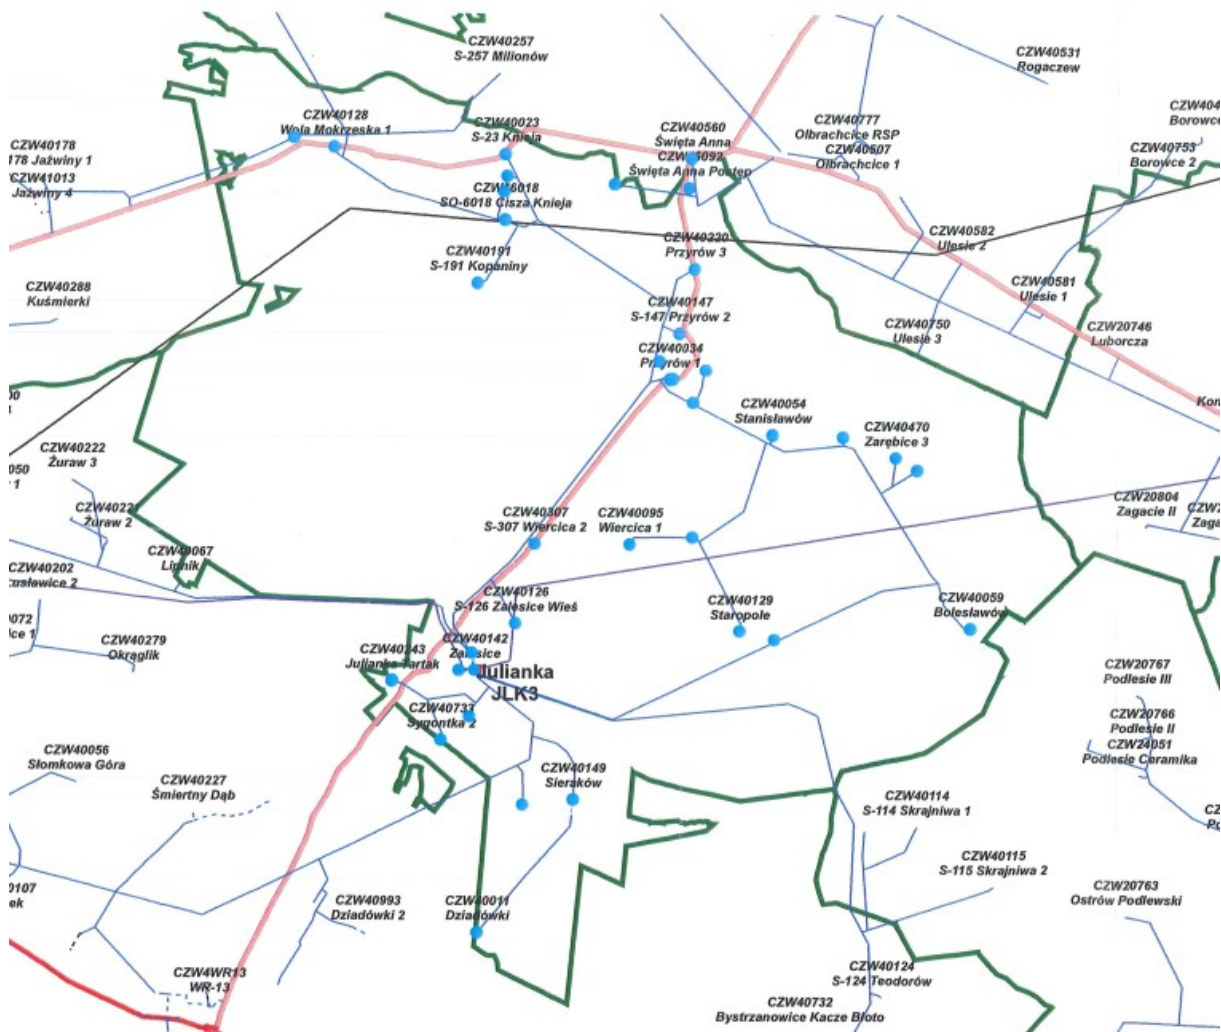 CZW40257
S-257 Milionów
CZW40531
Rogaczew
CZW40128
Wola Mokrzeska 1
CZW40023
S-23 Knieja
CZW40560
Święta Anna
Święta Anna Postęp
CZW40777
Olbrachcice RSP
CZW40507
Olbrachcice 1
CZW40753
Borowce 2
CZW40178
178 Jaźwiny 1
CZW41013
Jaźwiny 4
SO-6018 Cisza Knieja
CZW40191
S-191 Kopaniny
CZW40220
Przyrów 3
CZW40582
Ulesie 2
CZW40581
Ulesie 1
CZW40288
Kuśmierki
CZW40147
S-147 Przyrów 2
CZW40750
Ulesie 3
CZW20746
Luborcza
CZW40034
Przyrów 1
CZW40054
Stanisławów
CZW40470
Zarębice 3
CZW40222
Żuraw 3
CZW40221
Żuraw 2
CZW40307
S-307 Wiercica 2
CZW40095
Wiercica 1
CZW20804
Zagacie II
CZW40067
Lipnik
CZW40202
CZW40126
S-126 Zalesice Wieś
CZW40129
Staropole
CZW40059
Bolesławów
CZW40279
Okrąglik
CZW40142
Zalesice
CZW40243
Julianka Tartak
Julianka
JLK3
CZW40733
Sygontka 2
CZW20767
Podlesie III
CZW20766
Podlesie II
CZW24051
Podlesie Ceramika
CZW40056
Słomkowa Góra
CZW40227
Śmiertny Dąb
CZW40149
Sieraków
CZW40114
S-114 Skrajniwa 1
CZW40115
S-115 Skrajniwa 2
CZW20763
Ostrów Podlewski
CZW40993
Dziadówki 2
CZW40011
Dziadówki
CZW4WR13
WR-13
CZW40124
S-124 Teodorów
CZW40732
Bystrzanowice Kacze Błoto